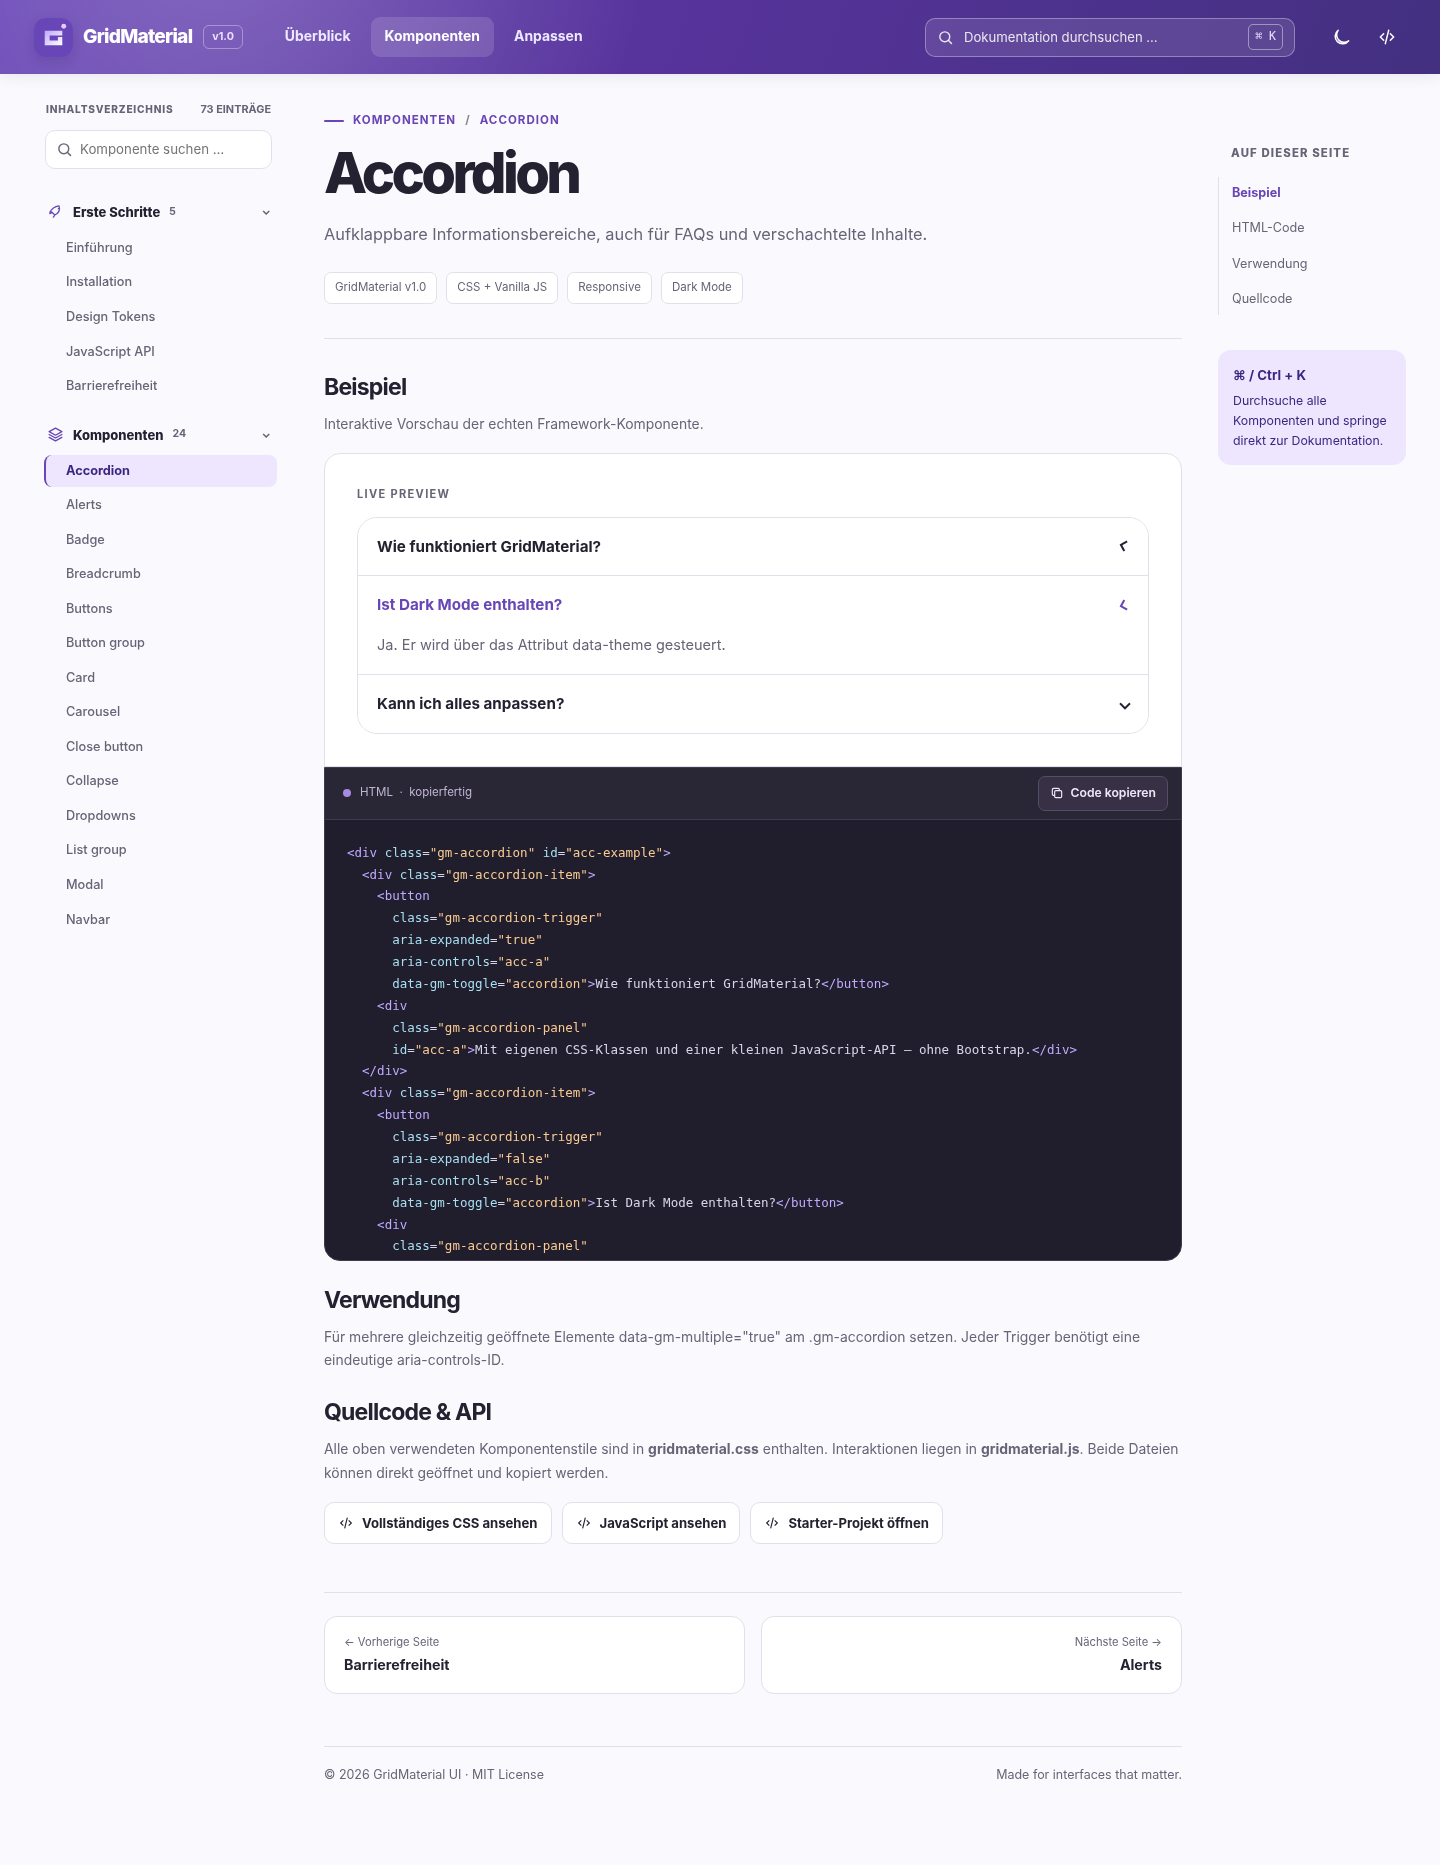 GridMaterial v1.0 Überblick Komponenten Anpassen Dokumentation durchsuchen ... ⌘ K
INHALTSVERZEICHNIS 73 EINTRÄGE
Komponente suchen ...
Erste Schritte 5
Einführung
Installation
Design Tokens
JavaScript API
Barrierefreiheit
Komponenten 24
Accordion
Alerts
Badge
Breadcrumb
Buttons
Button group
Card
Carousel
Close button
Collapse
Dropdowns
List group
Modal
Navbar
KOMPONENTEN / ACCORDION
Accordion
Aufklappbare Informationsbereiche, auch für FAQs und verschachtelte Inhalte.
GridMaterial v1.0 CSS + Vanilla JS Responsive Dark Mode
Beispiel
Interaktive Vorschau der echten Framework-Komponente.
LIVE PREVIEW
Wie funktioniert GridMaterial?
Ist Dark Mode enthalten?
Ja. Er wird über das Attribut data-theme gesteuert.
Kann ich alles anpassen?
HTML · kopierfertig Code kopieren
<div class="gm-accordion" id="acc-example">
  <div class="gm-accordion-item">
    <button
      class="gm-accordion-trigger"
      aria-expanded="true"
      aria-controls="acc-a"
      data-gm-toggle="accordion">Wie funktioniert GridMaterial?</button>
    <div
      class="gm-accordion-panel"
      id="acc-a">Mit eigenen CSS-Klassen und einer kleinen JavaScript-API – ohne Bootstrap.</div>
  </div>
  <div class="gm-accordion-item">
    <button
      class="gm-accordion-trigger"
      aria-expanded="false"
      aria-controls="acc-b"
      data-gm-toggle="accordion">Ist Dark Mode enthalten?</button>
    <div
      class="gm-accordion-panel"
Verwendung
Für mehrere gleichzeitig geöffnete Elemente data-gm-multiple="true" am .gm-accordion setzen. Jeder Trigger benötigt eine
eindeutige aria-controls-ID.
Quellcode & API
Alle oben verwendeten Komponentenstile sind in gridmaterial.css enthalten. Interaktionen liegen in gridmaterial.js. Beide Dateien
können direkt geöffnet und kopiert werden.
Vollständiges CSS ansehen JavaScript ansehen Starter-Projekt öffnen
← Vorherige Seite
Barrierefreiheit
Nächste Seite →
Alerts
© 2026 GridMaterial UI · MIT License Made for interfaces that matter.
AUF DIESER SEITE
Beispiel
HTML-Code
Verwendung
Quellcode
⌘ / Ctrl + K
Durchsuche alle
Komponenten und springe
direkt zur Dokumentation.